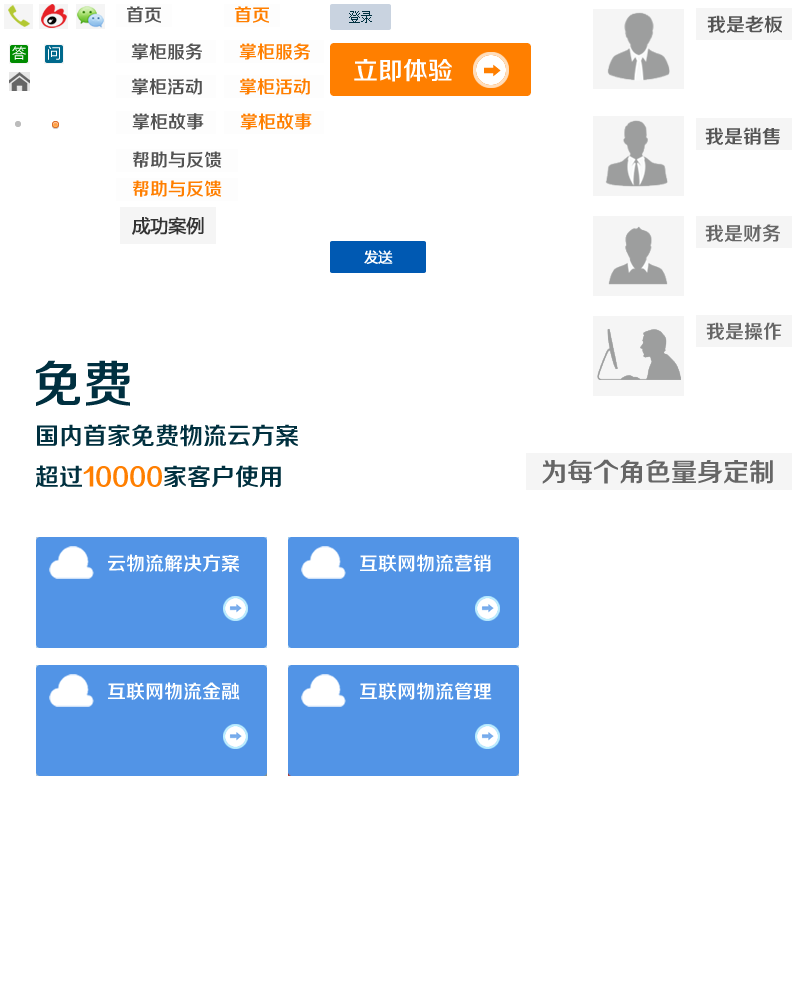 首页
首页
登录
我是老板
答
问
掌柜服务
掌柜服务
立即体验
掌柜活动
掌柜活动
掌柜故事
掌柜故事
我是销售
帮助与反馈
帮助与反馈
成功案例
我是财务
发送
我是操作
免费
国内首家免费物流云方案
超过10000家客户使用
为每个角色量身定制
云物流解决方案
互联网物流营销
互联网物流金融
互联网物流管理